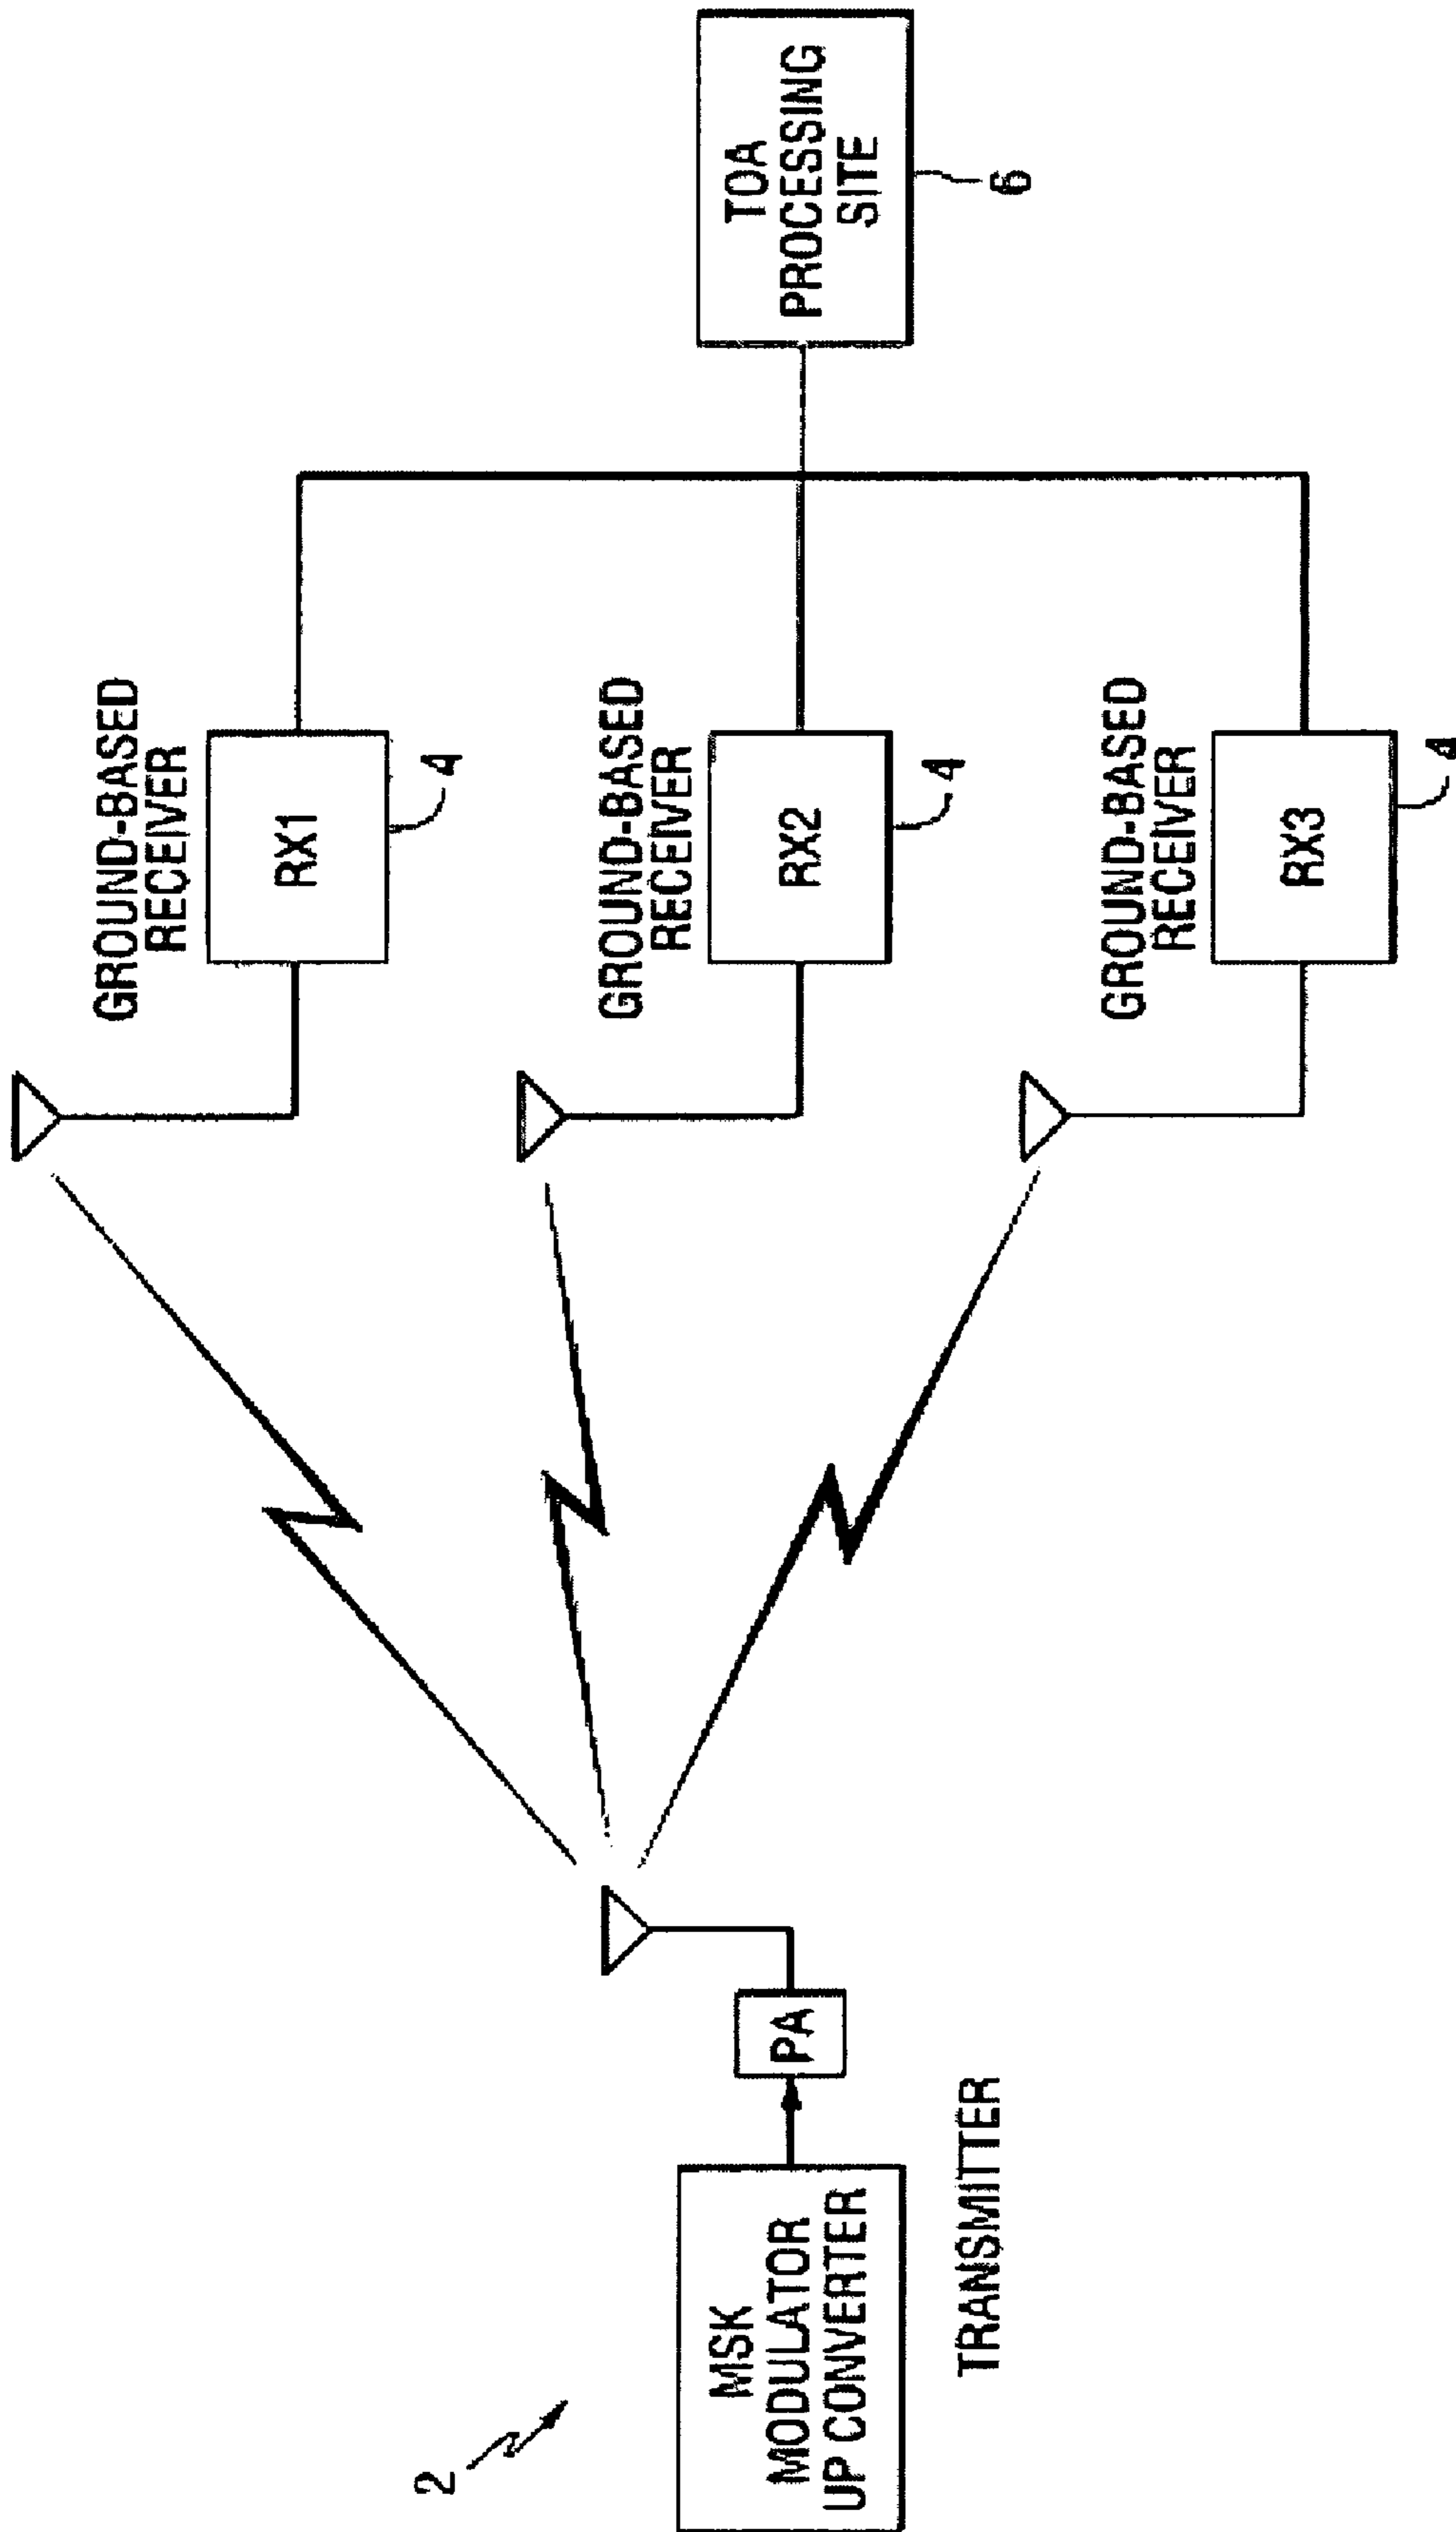 2
MSK
MODULATOR
UP CONVERTER
PA
TRANSMITTER
GROUND-BASED
RECEIVER
RX1
4
GROUND-BASED
RECEIVER
RX2
4
GROUND-BASED
RECEIVER
RX3
4
TOA
PROCESSING
SITE
6